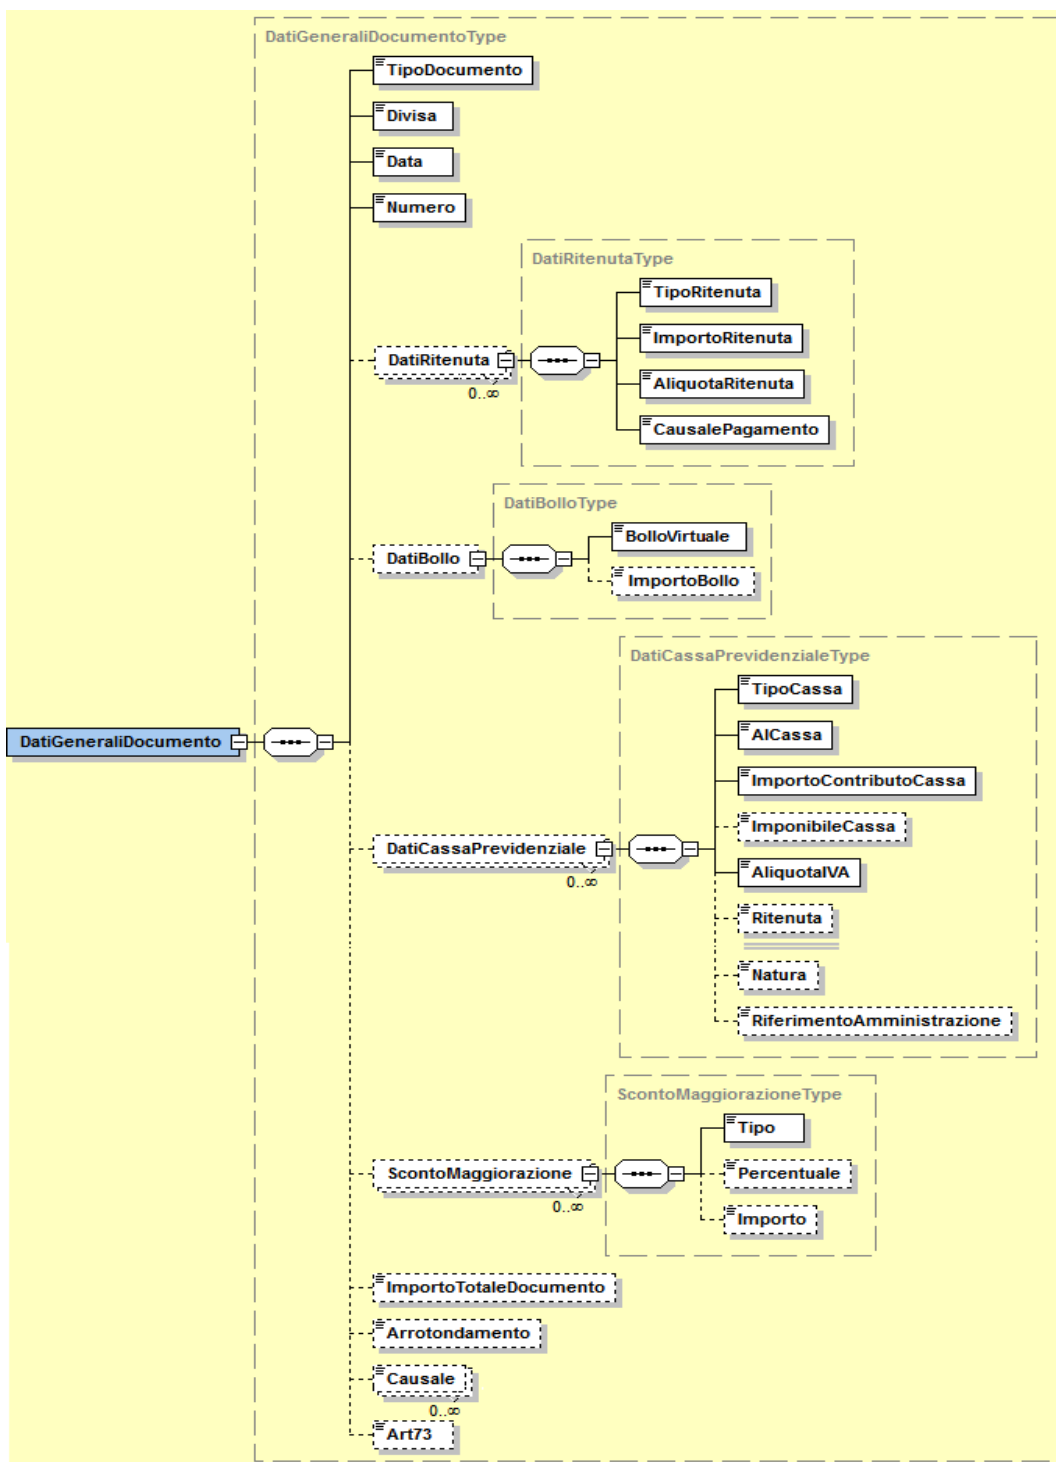 DatiGeneraliDocumentoType
TipoDocumento
Divisa
Data
Numero
DatiRitenutaType
TipoRitenuta
ImportoRitenuta
DatiRitenuta
0..∞
AliquotaRitenuta
CausalePagamento
DatiBolloType
BolloVirtuale
DatiBollo
ImportoBollo
DatiCassaPrevidenzialeType
TipoCassa
DatiGeneraliDocumento
AlCassa
ImportoContributoCassa
ImponibileCassa
DatiCassaPrevidenziale
0..∞
AliquotaIVA
Ritenuta
Natura
RiferimentoAmministrazione
ScontoMaggiorazioneType
Tipo
ScontoMaggiorazione
0..∞
Percentuale
Importo
ImportoTotaleDocumento
Arrotondamento
Causale
0..∞
Art73